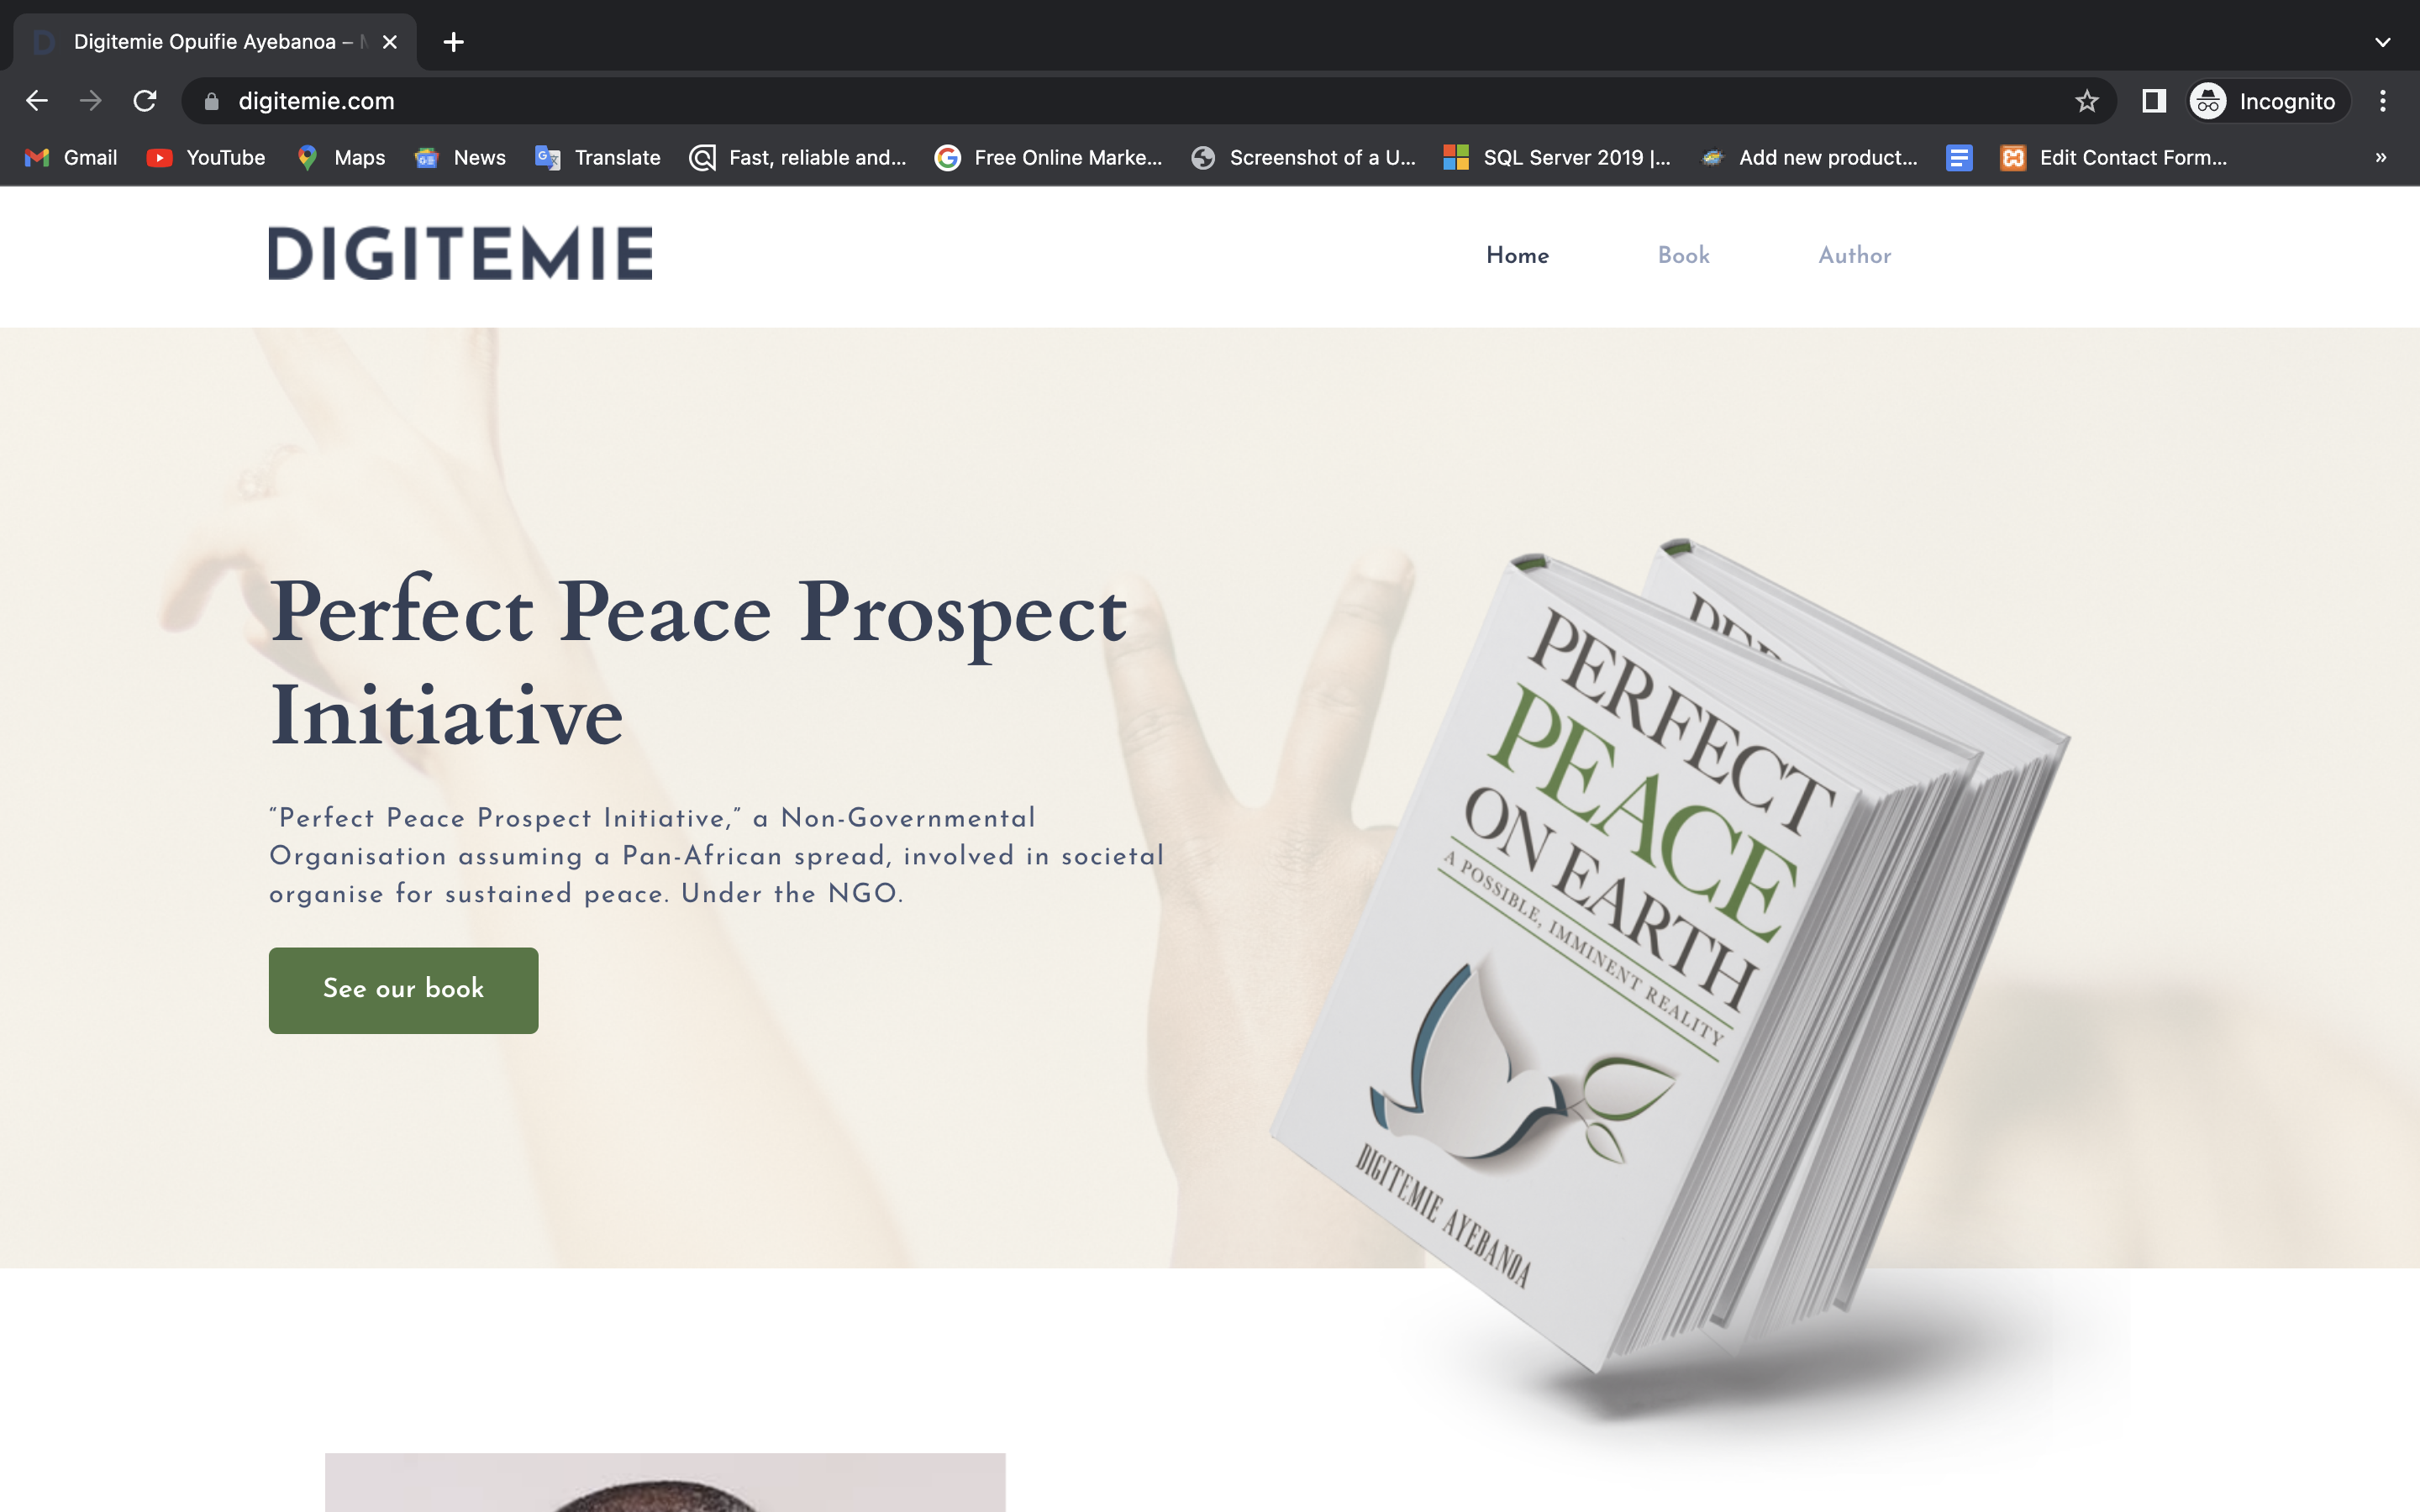 Digitemie Opuifie Ayebanoa –
digitemie.com
Incognito
Gmail
YouTube
Maps
News
Translate
Fast, reliable and...
Free Online Marke...
Screenshot of a U...
SQL Server 2019 |...
Add new product...
Edit Contact Form...
»
DIGITEMIE
Home
Book
Author
Perfect Peace Prospect
Initiative
“Perfect Peace Prospect Initiative,” a Non-Governmental
Organisation assuming a Pan-African spread, involved in societal
organise for sustained peace. Under the NGO.
See our book
PERFECT
PEACE
ON EARTH
A POSSIBLE, IMMINENT REALITY
DIGITEMIE AYEBANOA